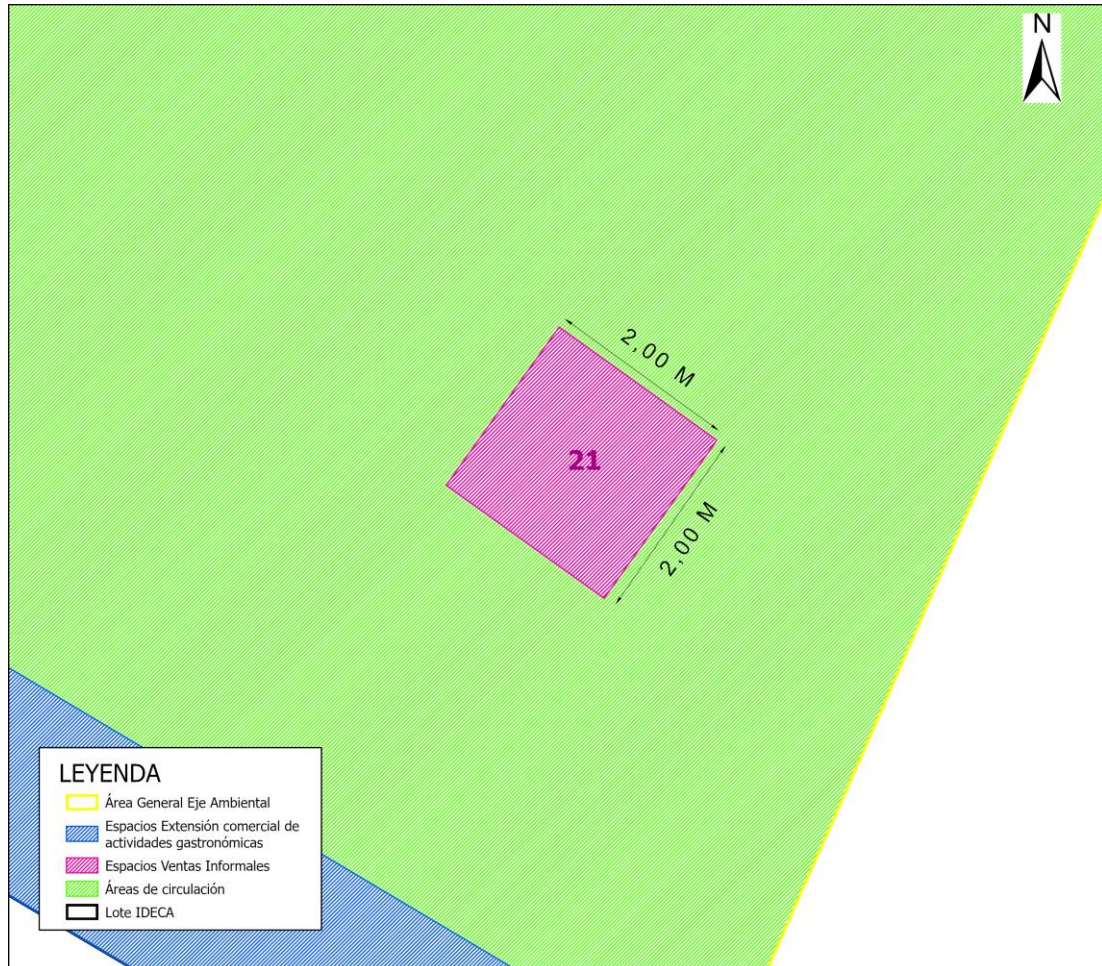 N
2,00 M
21
2,00 M
LEYENDA
Área General Eje Ambiental
Espacios Extensión comercial de
actividades gastronómicas
Espacios Ventas Informales
Áreas de circulación
Lote IDECA